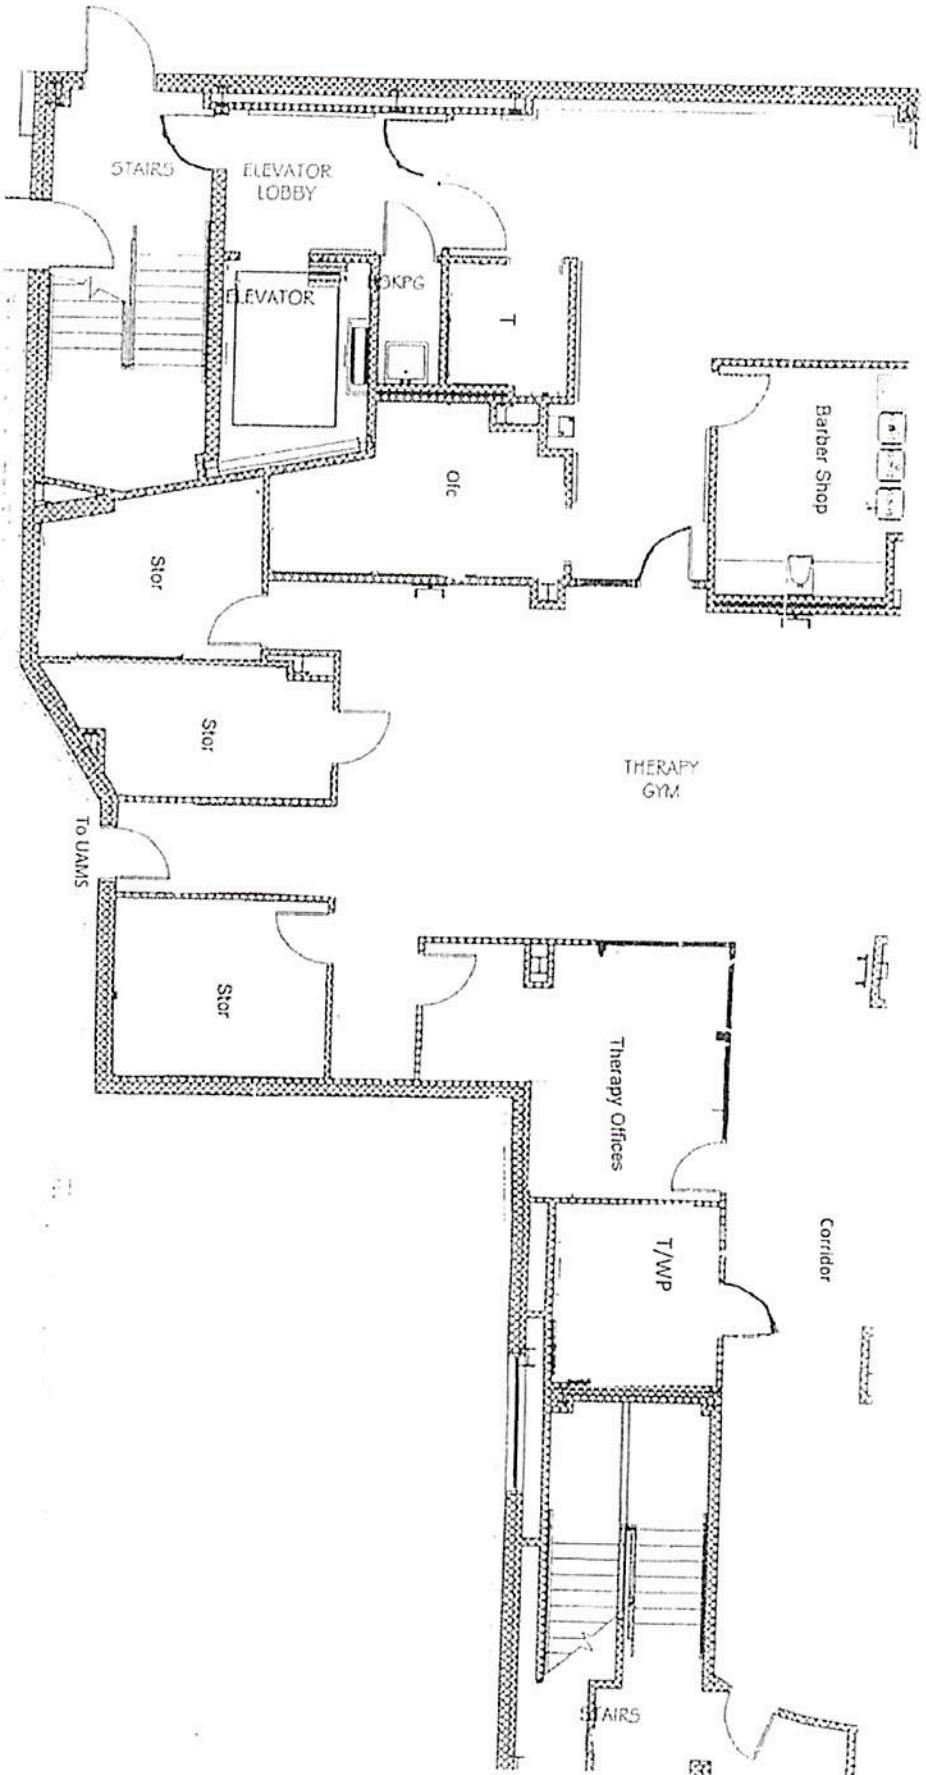 STAIRS
ELEVATOR
LOBBY
ELEVATOR
T
Barber Shop
Ofc
Stor
Stor
THERAPY
GYM
To UAMS
Stor
Therapy Offices
Corridor
T/WP
STAIRS